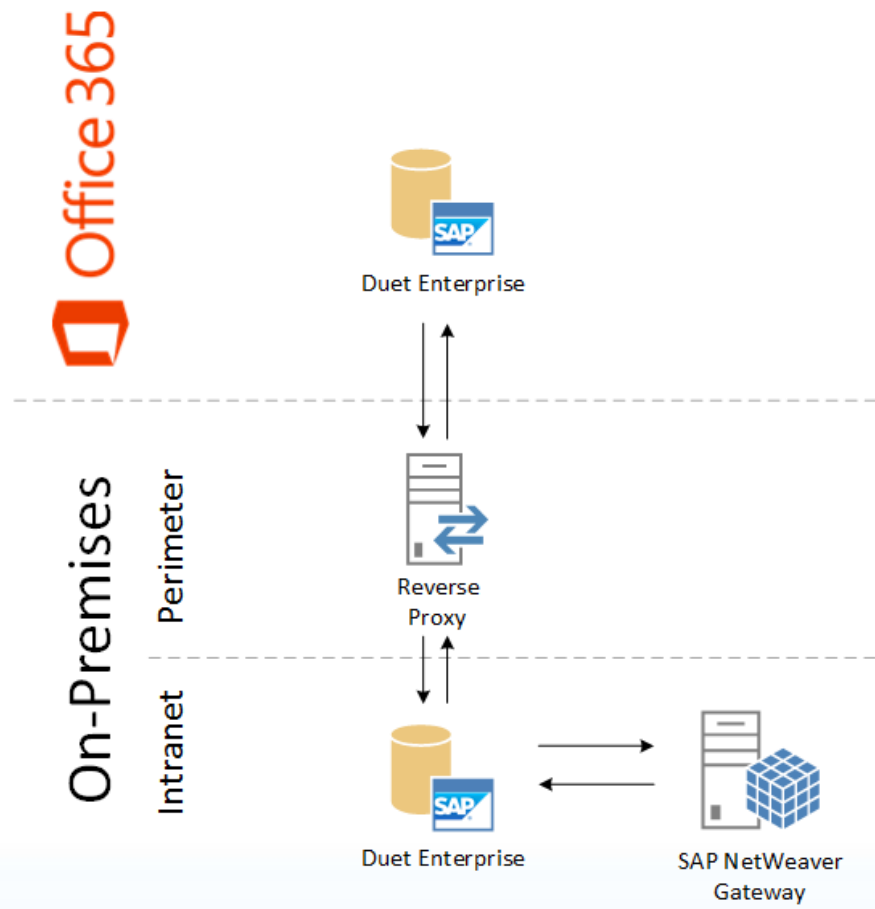 Office 365
SAP
Duet Enterprise
On-Premises
Perimeter
Reverse
Proxy
Intranet
SAP
Duet Enterprise
SAP NetWeaver
Gateway